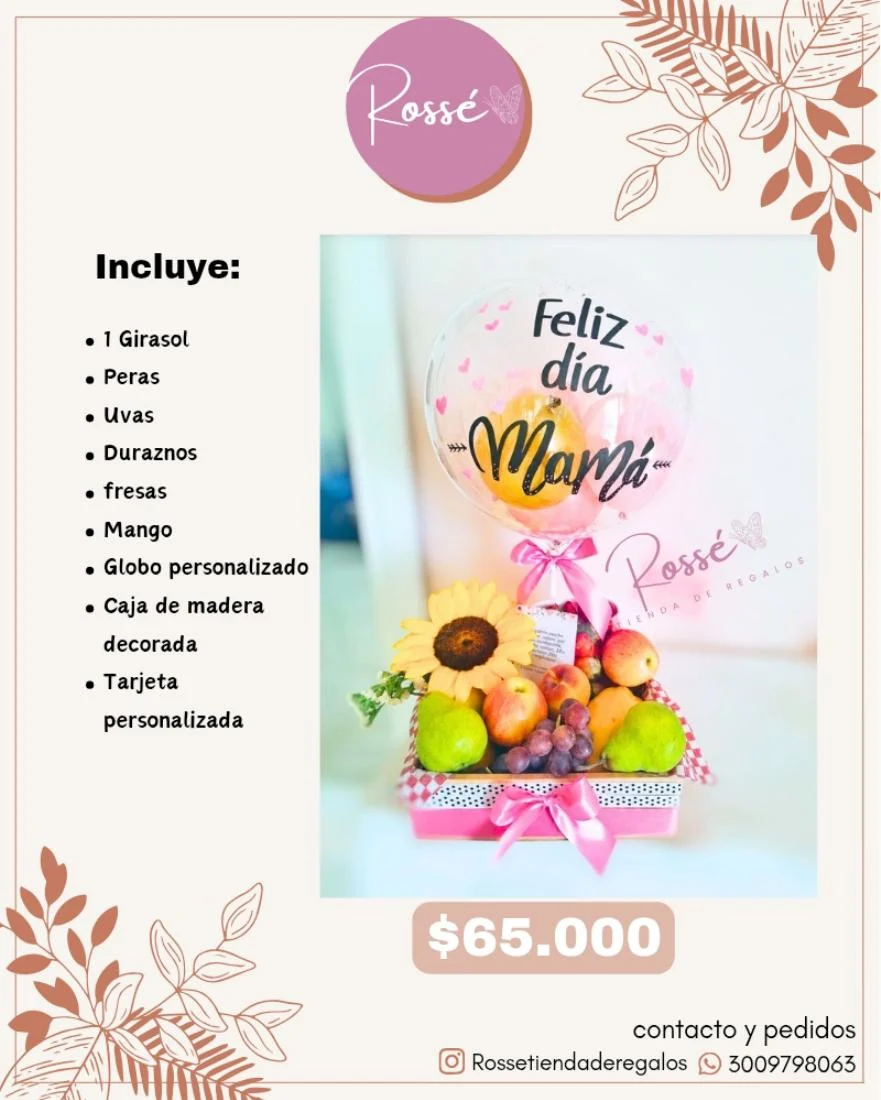 Rossé
Incluye:
1 Girasol
Peras
Uvas
Duraznos
fresas
Mango
Globo personalizado
Caja de madera
decorada
Tarjeta
personalizada
Feliz
día
Mamá
Rossé
TIENDA DE REGALOS
$65.000
contacto y pedidos
Rossetiendaderegalos 3009798063